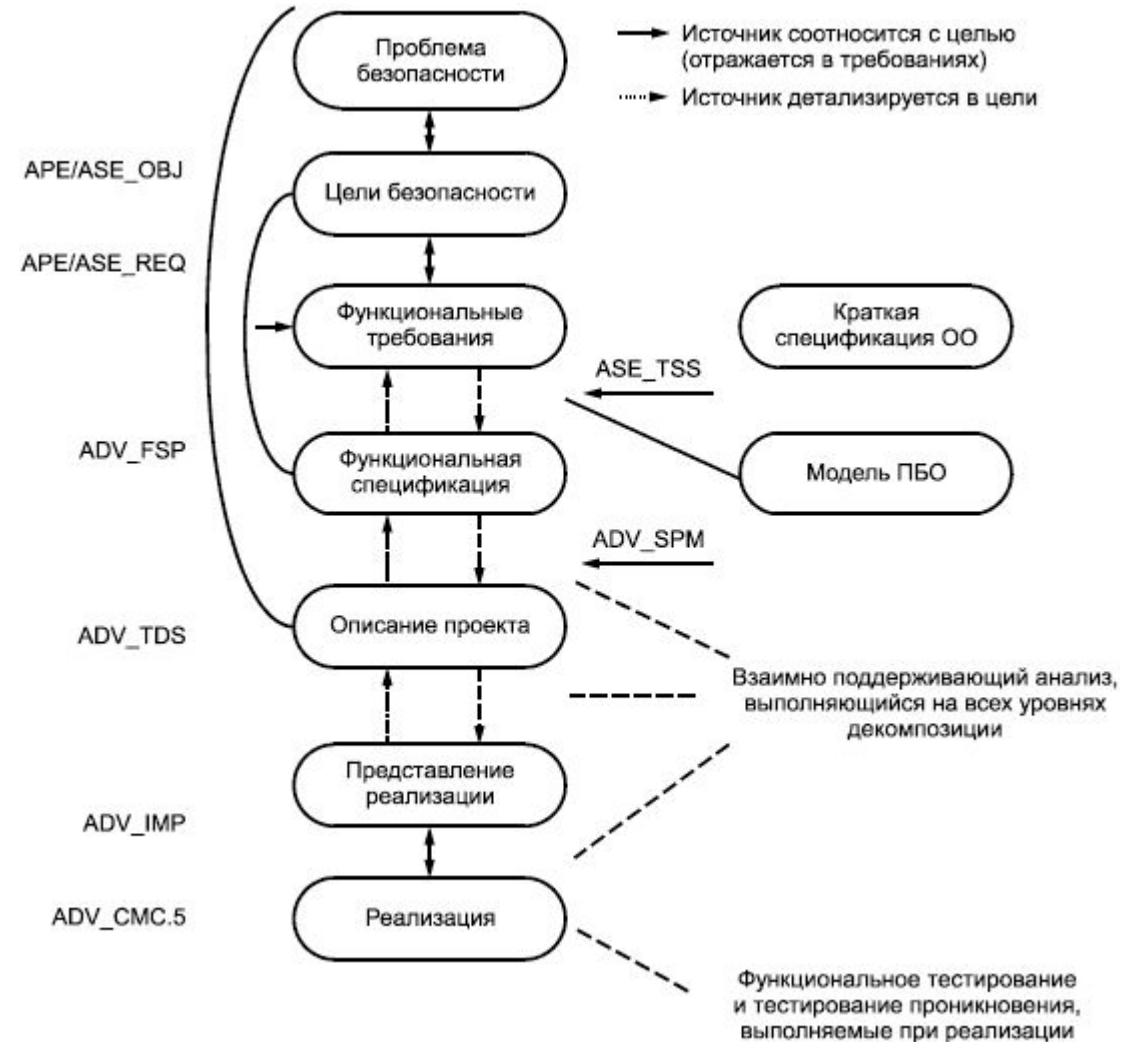 Проблема
безопасности
Источник соотносится с целью
(отражается в требованиях)
Источник детализируется в цели
APE/ASE_OBJ
Цели безопасности
APE/ASE_REQ
Функциональные
требования
Краткая
спецификация ОО
ASE_TSS
ADV_FSP
Функциональная
спецификация
Модель ПБО
ADV_SPM
ADV_TDS
Описание проекта
Взаимно поддерживающий анализ,
выполняющийся на всех уровнях
декомпозиции
Представление
реализации
ADV_IMP
ADV_CMC.5
Реализация
Функциональное тестирование
и тестирование проникновения,
выполняемые при реализации